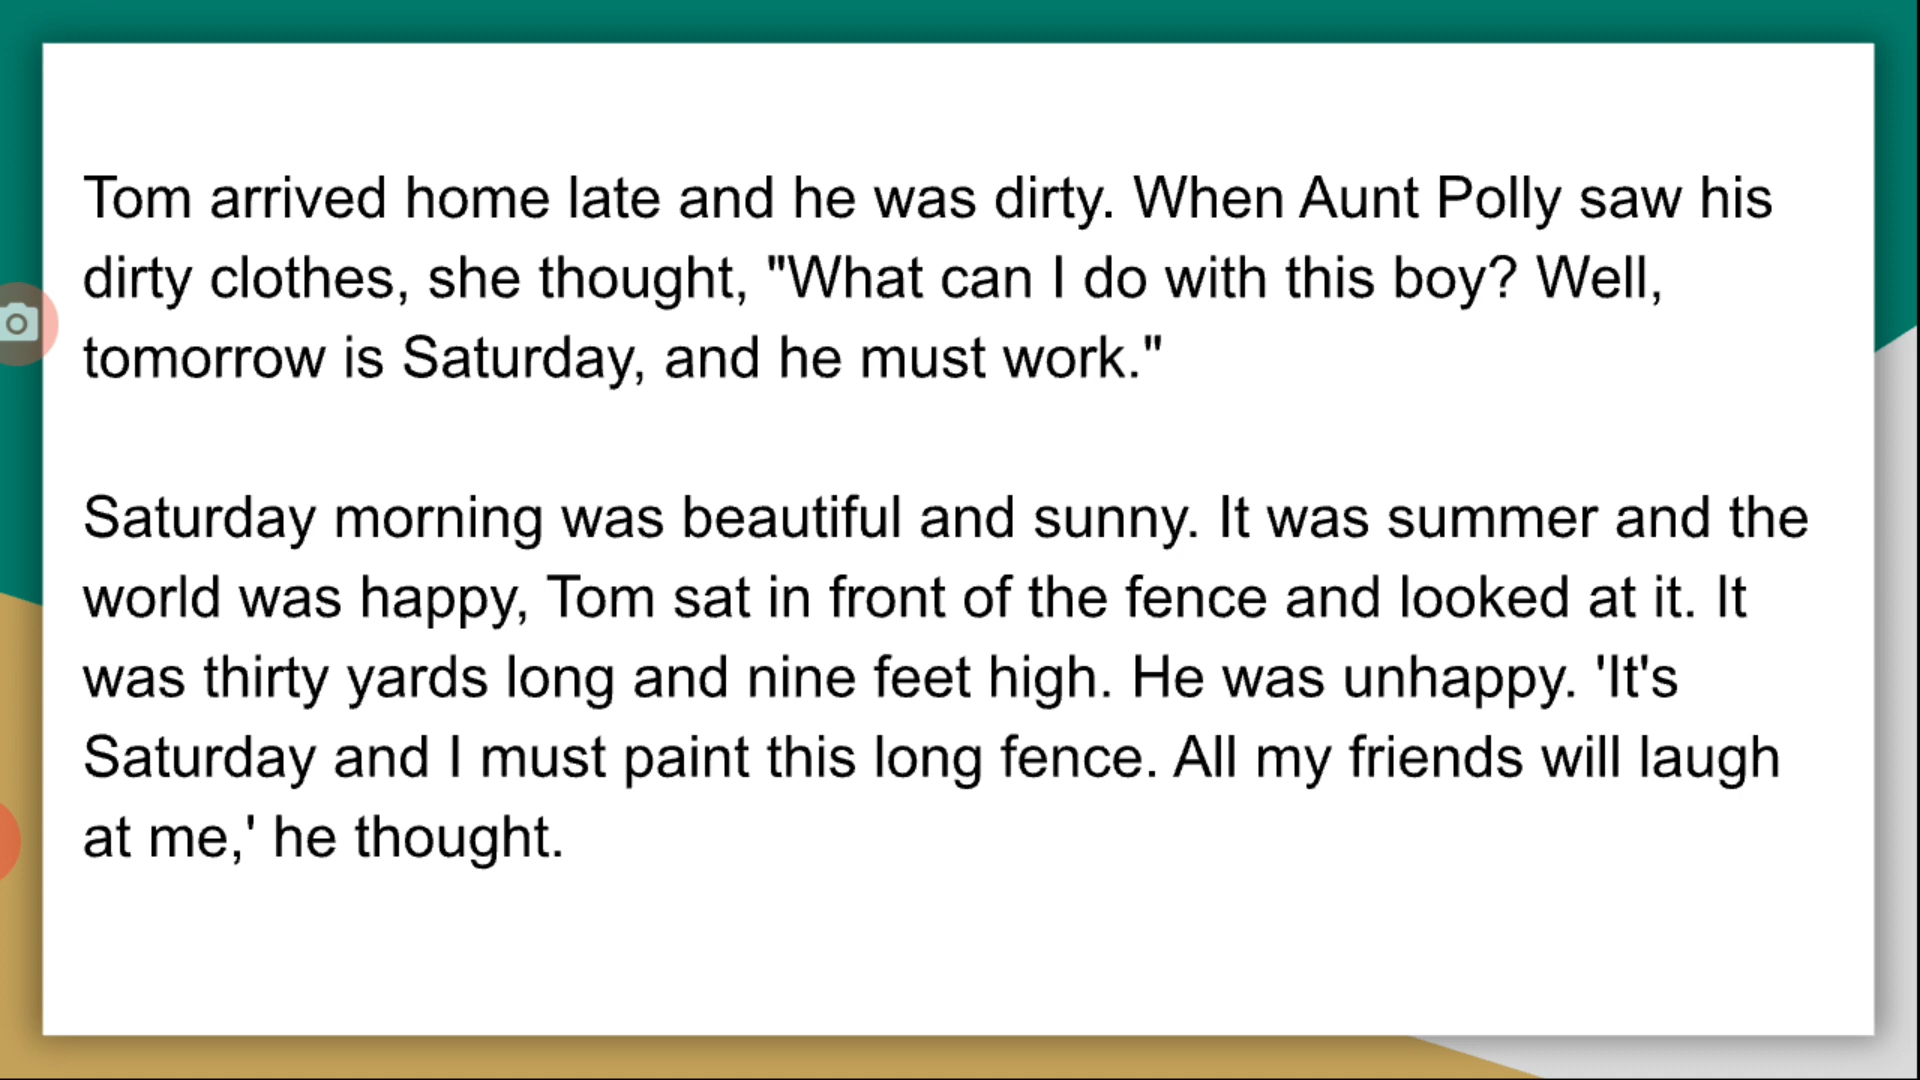 Tom arrived home late and he was dirty. When Aunt Polly saw his
dirty clothes, she thought, "What can I do with this boy? Well,
tomorrow is Saturday, and he must work."
Saturday morning was beautiful and sunny. It was summer and the
world was happy, Tom sat in front of the fence and looked at it. It
was thirty yards long and nine feet high. He was unhappy. 'It's
Saturday and I must paint this long fence. All my friends will laugh
at me,' he thought.